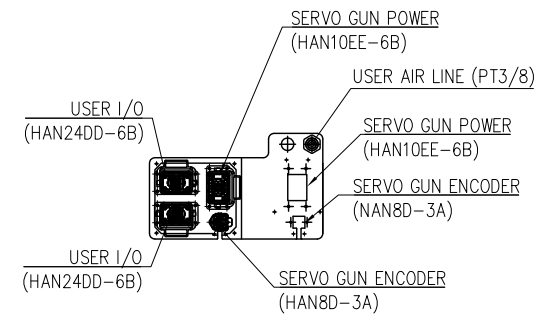 SERVO GUN POWER
(HAN10EE-6B)
USER AIR LINE (PT3/8)
USER I/O
(HAN24DD-6B)
SERVO GUN POWER
(HAN10EE-6B)
SERVO GUN ENCODER
(NAN8D-3A)
USER I/O
(HAN24DD-6B)
SERVO GUN ENCODER
(HAN8D-3A)